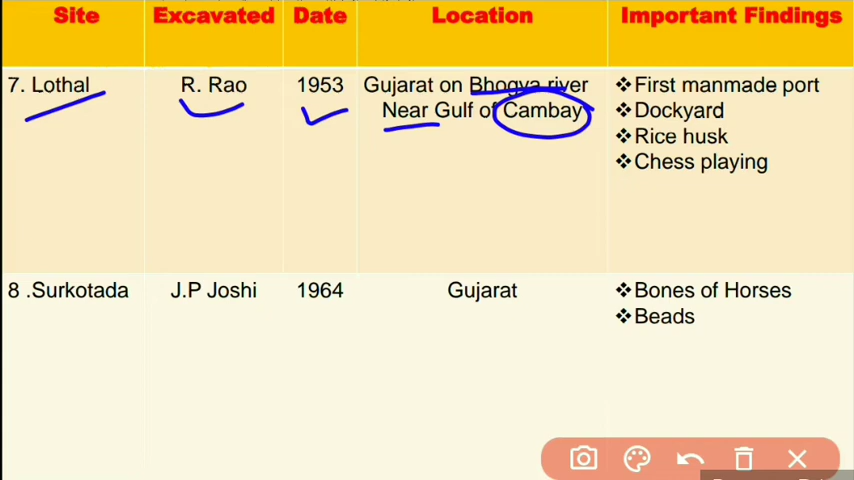 Site Excavated Date Location Important Findings
7. Lothal R. Rao 1953 Gujarat on Bhogva river ❖First manmade port
Near Gulf of Cambay ❖Dockyard
❖Rice husk
❖Chess playing
8 .Surkotada J.P Joshi 1964 Gujarat ❖Bones of Horses
❖Beads